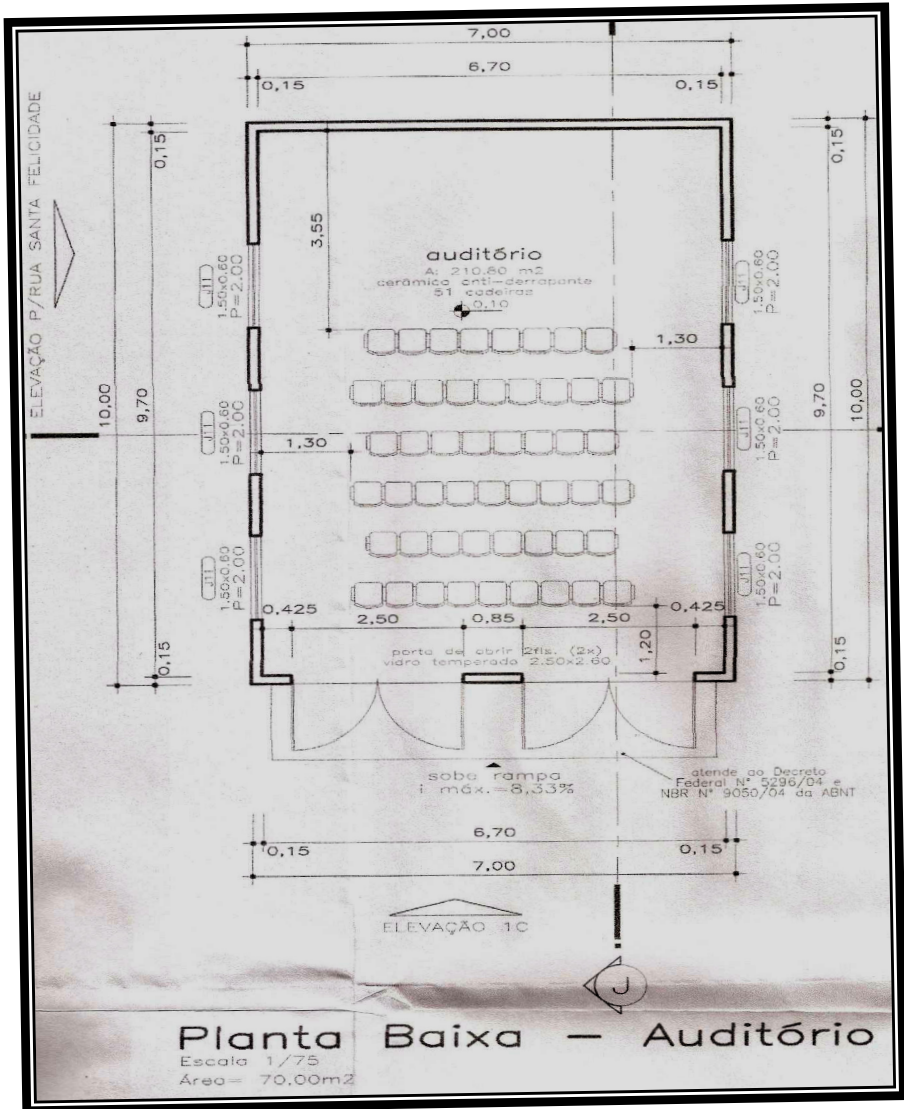 7,00
6,70
0,15
0,15
ELEVAÇÃO P/RUA SANTA FELICIDADE
10,00
9,70
0,15
0,15
3,55
auditório
A: 210.80 m2
cerâmica anti-derrapante
51 cadeiras
0.10
J11
1.50x0.60
P=2.00
J11
1.50x0.60
P=2.00
J11
1.50x0.60
P=2.00
J11
1.50x0.60
P=2.00
J11
1.50x0.60
P=2.00
J11
1.50x0.60
P=2.00
1,30
1,30
0,15
9,70
10,00
0,15
0,425
2,50
0,85
2,50
0,425
1,20
porta de abrir 2fls. (2x)
vidro temperado 2.50x2.60
sobe rampa
i máx.=8,33%
atende ao Decreto
Federal N° 5296/04 e
NBR N° 9050/04 da ABNT
6,70
0,15
0,15
7,00
ELEVAÇÃO 1C
J
Planta Baixa – Auditório
Escala 1/75
Área= 70,00m2